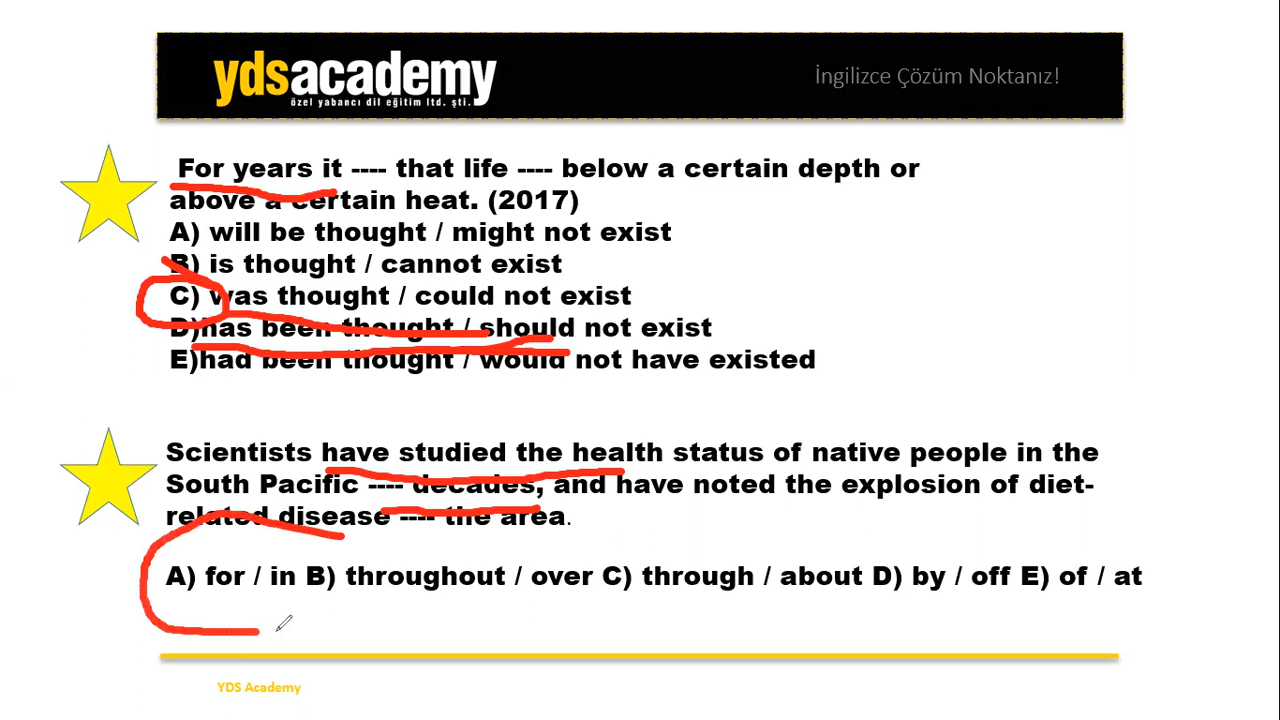 ydsacademy
özel yabancı dil eğitim ltd. şti.
İngilizce Çözüm Noktanız!
For years it ---- that life ---- below a certain depth or
above a certain heat. (2017)
A) will be thought / might not exist
B) is thought / cannot exist
C) was thought / could not exist
D)has been thought / should not exist
E)had been thought / would not have existed
Scientists have studied the health status of native people in the
South Pacific ---- decades, and have noted the explosion of diet-
related disease ---- the area.
A) for / in B) throughout / over C) through / about D) by / off E) of / at
YDS Academy